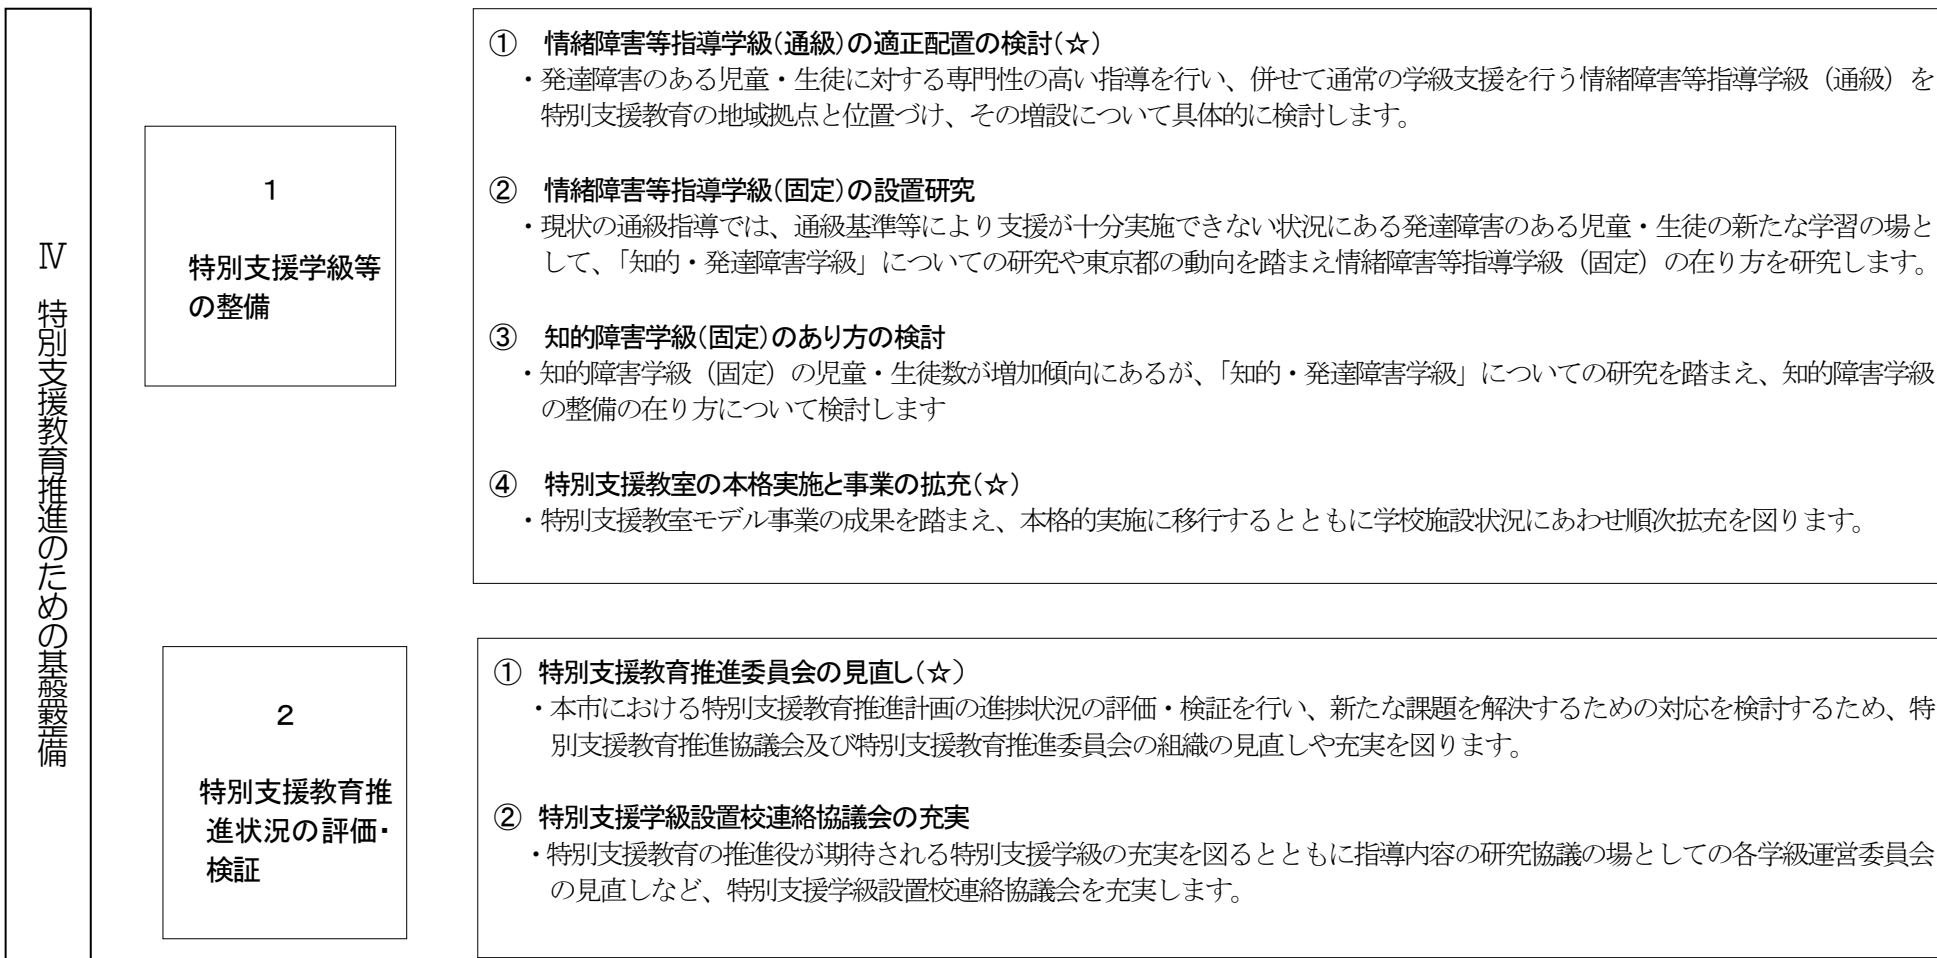 Ⅳ 特別支援教育推進のための基盤整備
1
特別支援学級等
の整備
① 情緒障害等指導学級（通級）の適正配置の検討（☆）
・発達障害のある児童・生徒に対する専門性の高い指導を行い、併せて通常の学級支援を行う情緒障害等指導学級（通級）を
特別支援教育の地域拠点と位置づけ、その増設について具体的に検討します。
② 情緒障害等指導学級（固定）の設置研究
・現状の通級指導では、通級基準等により支援が十分実施できない状況にある発達障害のある児童・生徒の新たな学習の場と
して、「知的・発達障害学級」についての研究や東京都の動向を踏まえ情緒障害等指導学級（固定）の在り方を研究します。
③ 知的障害学級（固定）のあり方の検討
・知的障害学級（固定）の児童・生徒数が増加傾向にあるが、「知的・発達障害学級」についての研究を踏まえ、知的障害学級
の整備の在り方について検討します
④ 特別支援教室の本格実施と事業の拡充（☆）
・特別支援教室モデル事業の成果を踏まえ、本格的実施に移行するとともに学校施設状況にあわせ順次拡充を図ります。
2
特別支援教育推
進状況の評価・
検証
① 特別支援教育推進委員会の見直し（☆）
・本市における特別支援教育推進計画の進捗状況の評価・検証を行い、新たな課題を解決するための対応を検討するため、特
別支援教育推進協議会及び特別支援教育推進委員会の組織の見直しや充実を図ります。
② 特別支援学級設置校連絡協議会の充実
・特別支援教育の推進役が期待される特別支援学級の充実を図るとともに指導内容の研究協議の場としての各学級運営委員会
の見直しなど、特別支援学級設置校連絡協議会を充実します。